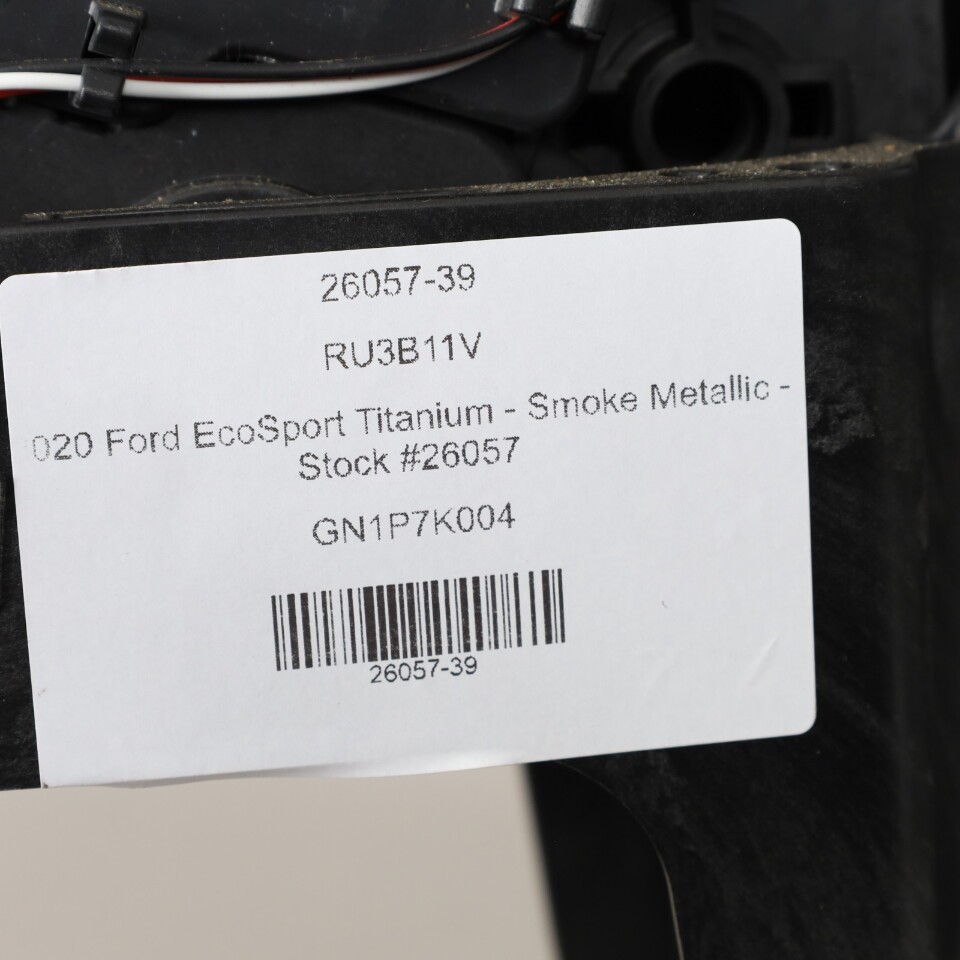 26057-39
RU3B11V
020 Ford EcoSport Titanium - Smoke Metallic -
Stock #26057
GN1P7K004
26057-39